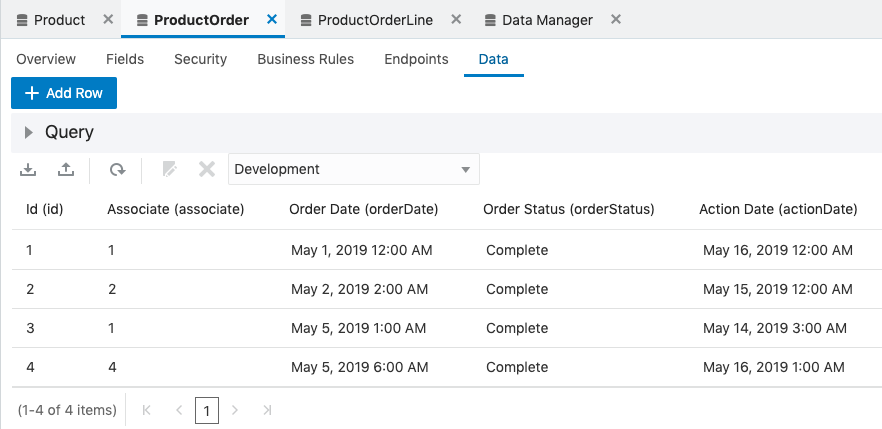 Product ProductOrder ProductOrderLine Data Manager
Overview Fields Security Business Rules Endpoints Data
Add Row
Query
Development
Id (id) Associate (associate) Order Date (orderDate) Order Status (orderStatus) Action Date (actionDate)
1 1 May 1, 2019 12:00 AM Complete May 16, 2019 12:00 AM
2 2 May 2, 2019 2:00 AM Complete May 15, 2019 12:00 AM
3 1 May 5, 2019 1:00 AM Complete May 14, 2019 3:00 AM
4 4 May 5, 2019 6:00 AM Complete May 16, 2019 1:00 AM
(1-4 of 4 items) 1